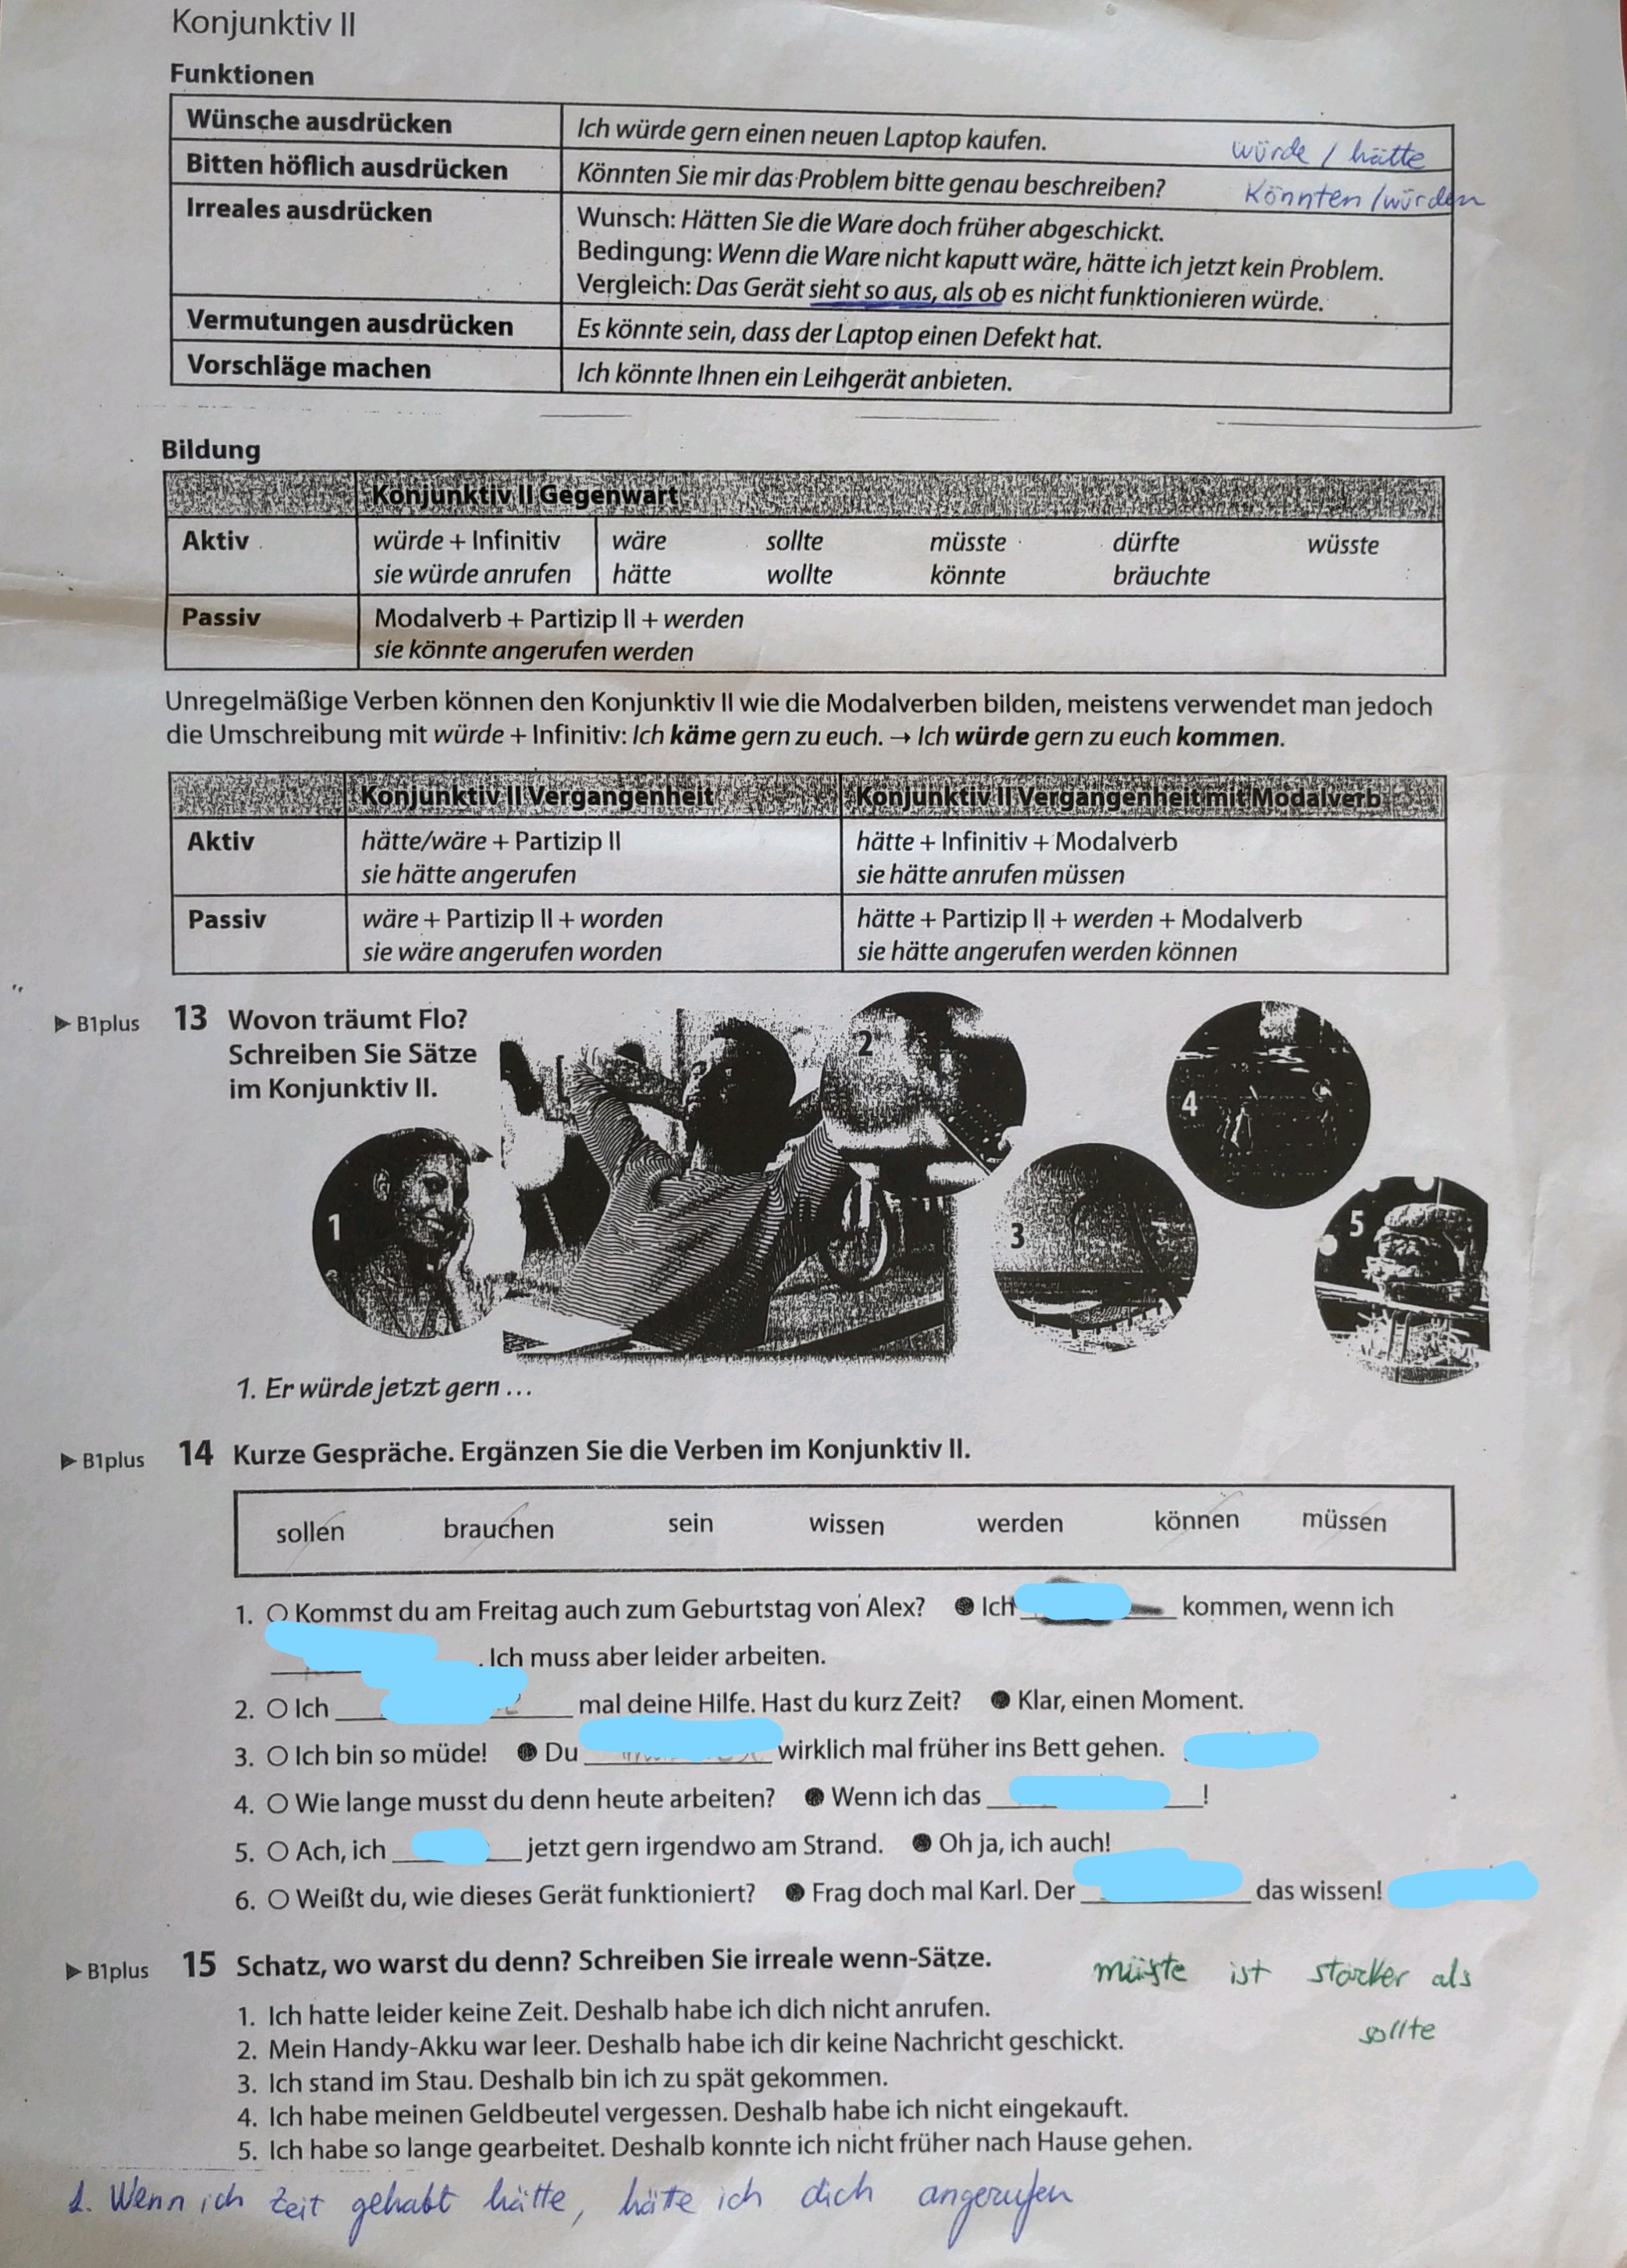 Konjunktiv II
Funktionen
Wünsche ausdrücken Ich würde gern einen neuen Laptop kaufen. würde / hätte
Bitten höflich ausdrücken Könnten Sie mir das Problem bitte genau beschreiben? Könnten / würden
Irreales ausdrücken Wunsch: Hätten Sie die Ware doch früher abgeschickt.
Bedingung: Wenn die Ware nicht kaputt wäre, hätte ich jetzt kein Problem.
Vergleich: Das Gerät sieht so aus, als ob es nicht funktionieren würde.
Vermutungen ausdrücken Es könnte sein, dass der Laptop einen Defekt hat.
Vorschläge machen Ich könnte Ihnen ein Leihgerät anbieten.
Bildung
Konjunktiv II Gegenwart
Aktiv würde + Infinitiv wäre sollte müsste dürfte wüsste
sie würde anrufen hätte wollte könnte bräuchte
Passiv Modalverb + Partizip II + werden
sie könnte angerufen werden
Unregelmäßige Verben können den Konjunktiv II wie die Modalverben bilden, meistens verwendet man jedoch
die Umschreibung mit würde + Infinitiv: Ich käme gern zu euch. → Ich würde gern zu euch kommen.
Konjunktiv II Vergangenheit Konjunktiv II Vergangenheit mit Modalverb
Aktiv hätte/wäre + Partizip II hätte + Infinitiv + Modalverb
sie hätte angerufen sie hätte anrufen müssen
Passiv wäre + Partizip II + worden hätte + Partizip II + werden + Modalverb
sie wäre angerufen worden sie hätte angerufen werden können
▶ B1plus 13 Wovon träumt Flo?
Schreiben Sie Sätze
im Konjunktiv II.
1
2
3
4
5
1. Er würde jetzt gern ...
▶ B1plus 14 Kurze Gespräche. Ergänzen Sie die Verben im Konjunktiv II.
sollen brauchen sein wissen werden können müssen
1. O Kommst du am Freitag auch zum Geburtstag von Alex? ● Ich kommen, wenn ich
. Ich muss aber leider arbeiten.
2. O Ich mal deine Hilfe. Hast du kurz Zeit? ● Klar, einen Moment.
3. O Ich bin so müde! ● Du wirklich mal früher ins Bett gehen.
4. O Wie lange musst du denn heute arbeiten? ● Wenn ich das !
5. O Ach, ich jetzt gern irgendwo am Strand. ● Oh ja, ich auch!
6. O Weißt du, wie dieses Gerät funktioniert? ● Frag doch mal Karl. Der das wissen!
▶ B1plus 15 Schatz, wo warst du denn? Schreiben Sie irreale wenn-Sätze.
müßte ist stärker als
sollte
1. Ich hatte leider keine Zeit. Deshalb habe ich dich nicht anrufen.
2. Mein Handy-Akku war leer. Deshalb habe ich dir keine Nachricht geschickt.
3. Ich stand im Stau. Deshalb bin ich zu spät gekommen.
4. Ich habe meinen Geldbeutel vergessen. Deshalb habe ich nicht eingekauft.
5. Ich habe so lange gearbeitet. Deshalb konnte ich nicht früher nach Hause gehen.
1. Wenn ich Zeit gehabt hätte, hätte ich dich angerufen